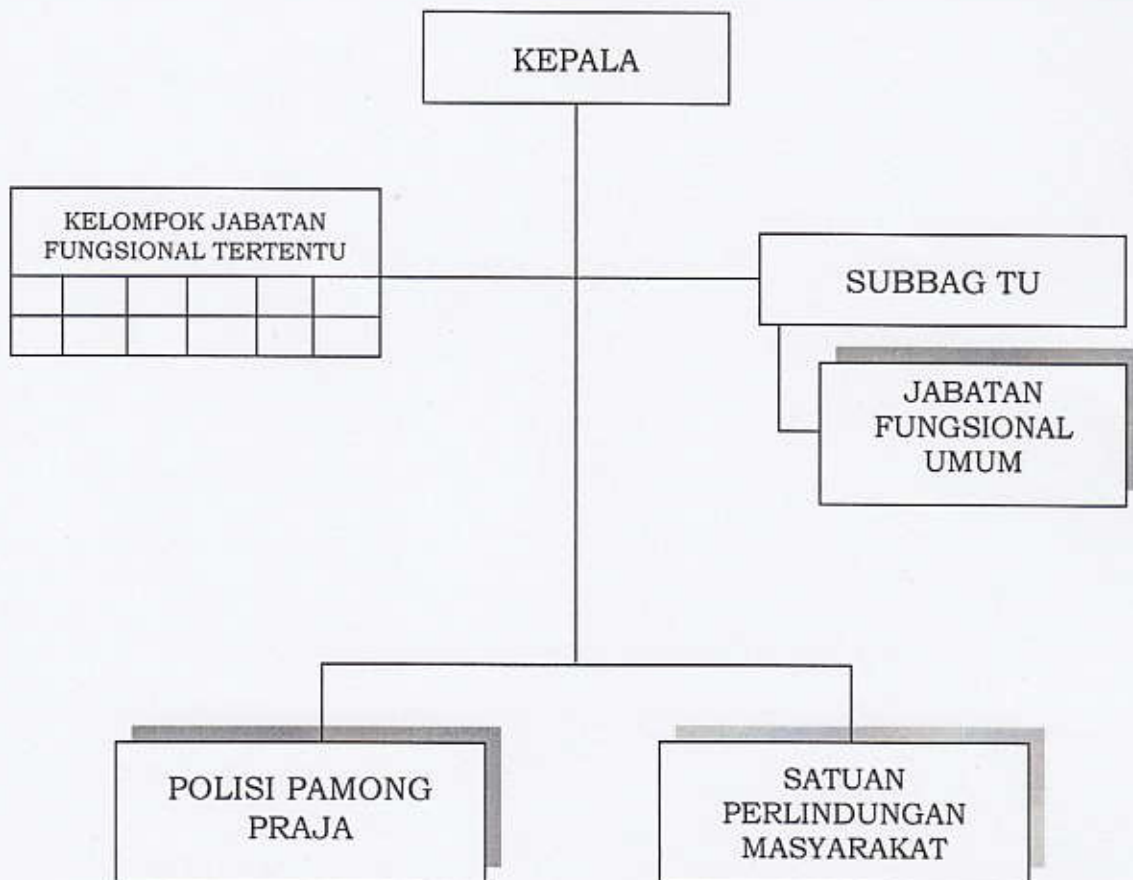 KEPALA
KELOMPOK JABATAN
FUNGSIONAL TERTENTU
SUBBAG TU
JABATAN
FUNGSIONAL
UMUM
POLISI PAMONG
PRAJA
SATUAN
PERLINDUNGAN
MASYARAKAT